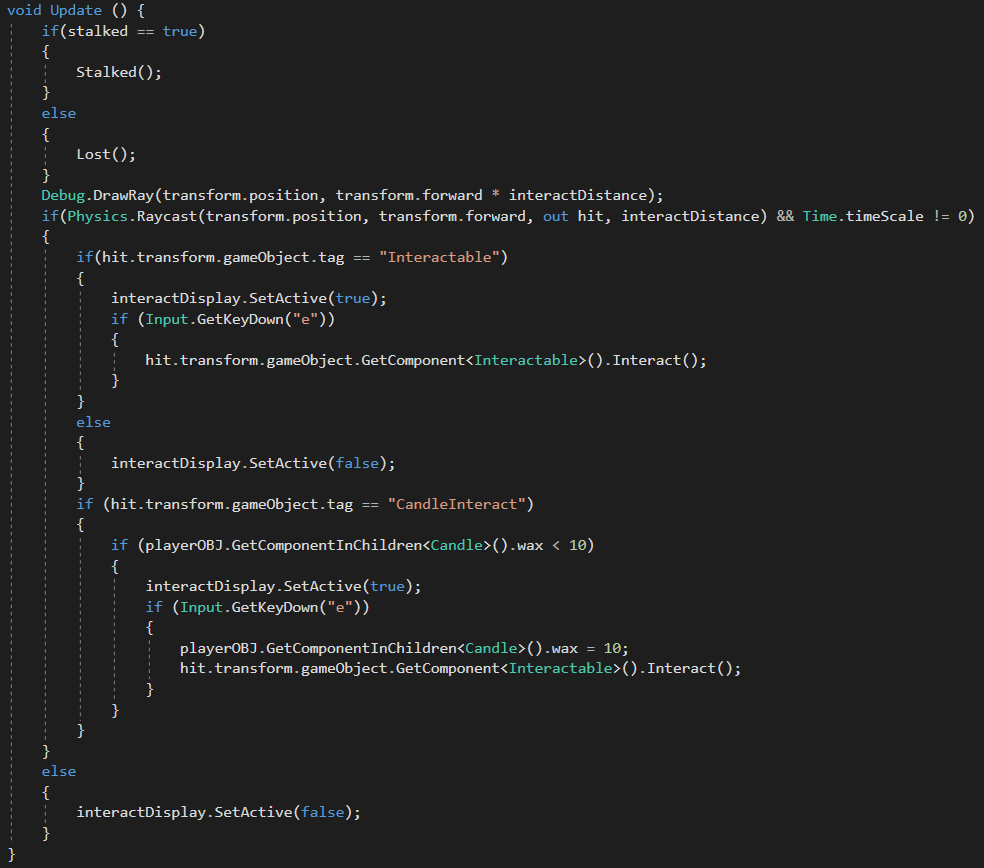 void Update () {
if(stalked == true)
{
Stalked();
}
else
{
Lost();
}
Debug.DrawRay(transform.position, transform.forward * interactDistance);
if(Physics.Raycast(transform.position, transform.forward, out hit, interactDistance) && Time.timeScale != 0)
{
if(hit.transform.gameObject.tag == "Interactable")
{
interactDisplay.SetActive(true);
if (Input.GetKeyDown("e"))
{
hit.transform.gameObject.GetComponent<Interactable>().Interact();
}
}
else
{
interactDisplay.SetActive(false);
}
if (hit.transform.gameObject.tag == "CandleInteract")
{
if (playerOBJ.GetComponentInChildren<Candle>().wax < 10)
{
interactDisplay.SetActive(true);
if (Input.GetKeyDown("e"))
{
playerOBJ.GetComponentInChildren<Candle>().wax = 10;
hit.transform.gameObject.GetComponent<Interactable>().Interact();
}
}
}
}
else
{
interactDisplay.SetActive(false);
}
}